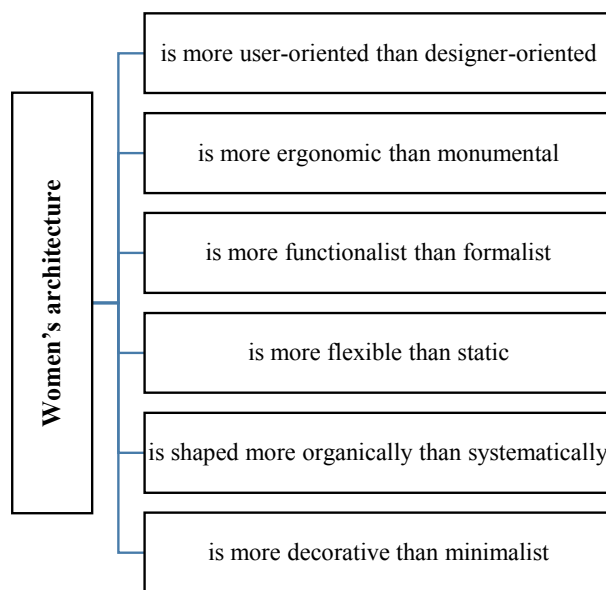 Women’s architecture
is more user-oriented than designer-oriented
is more ergonomic than monumental
is more functionalist than formalist
is more flexible than static
is shaped more organically than systematically
is more decorative than minimalist